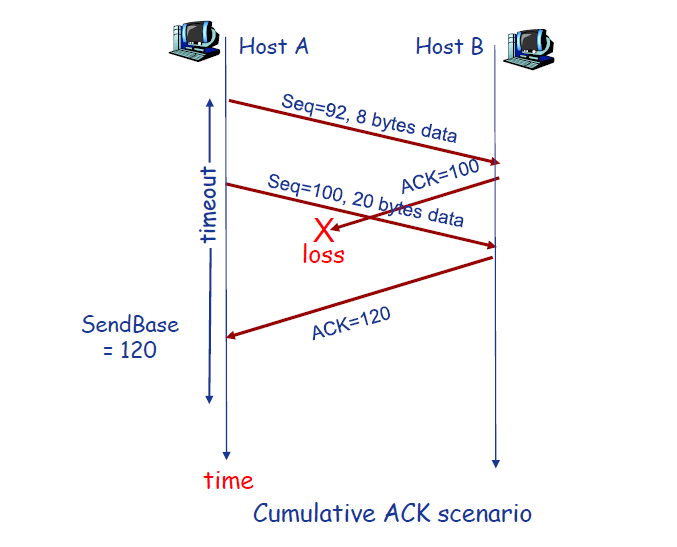 Host A
Host B
Seq=92, 8 bytes data
ACK=100
Seq=100, 20 bytes data
timeout
X
loss
ACK=120
SendBase
= 120
time
Cumulative ACK scenario